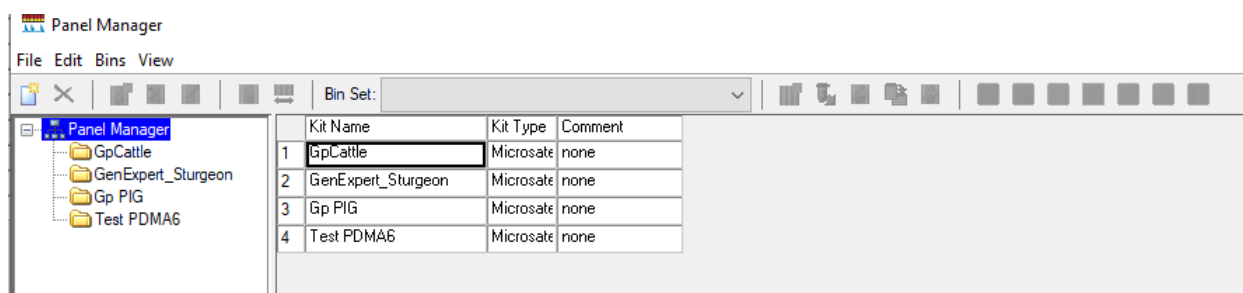 Panel Manager
File Edit Bins View
Bin Set:
Panel Manager
GpCattle
GenExpert_Sturgeon
Gp PIG
Test PDMA6
Kit Name Kit Type Comment
1 GpCattle Microsate none
2 GenExpert_Sturgeon Microsate none
3 Gp PIG Microsate none
4 Test PDMA6 Microsate none